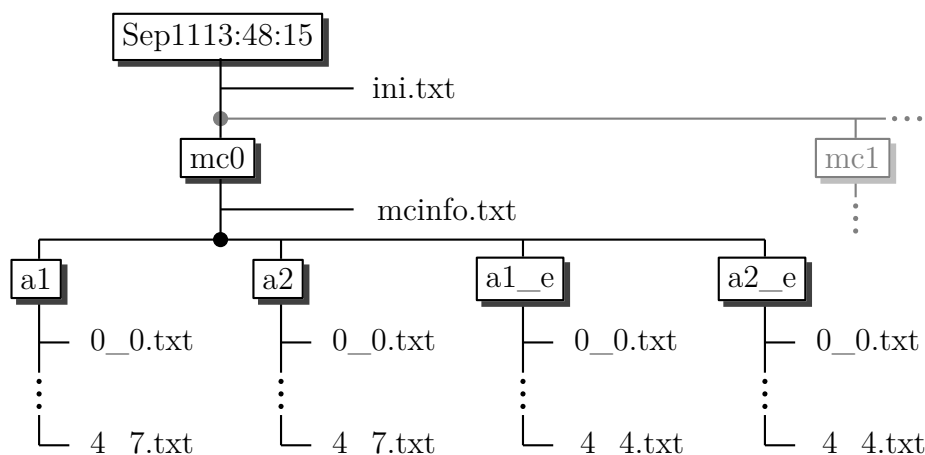 Sep1113:48:15
ini.txt
mc0
mc1
mcinfo.txt
a1 a2 a1_e a2_e
0_0.txt 0_0.txt 0_0.txt 0_0.txt
4_7.txt 4_7.txt 4_4.txt 4_4.txt